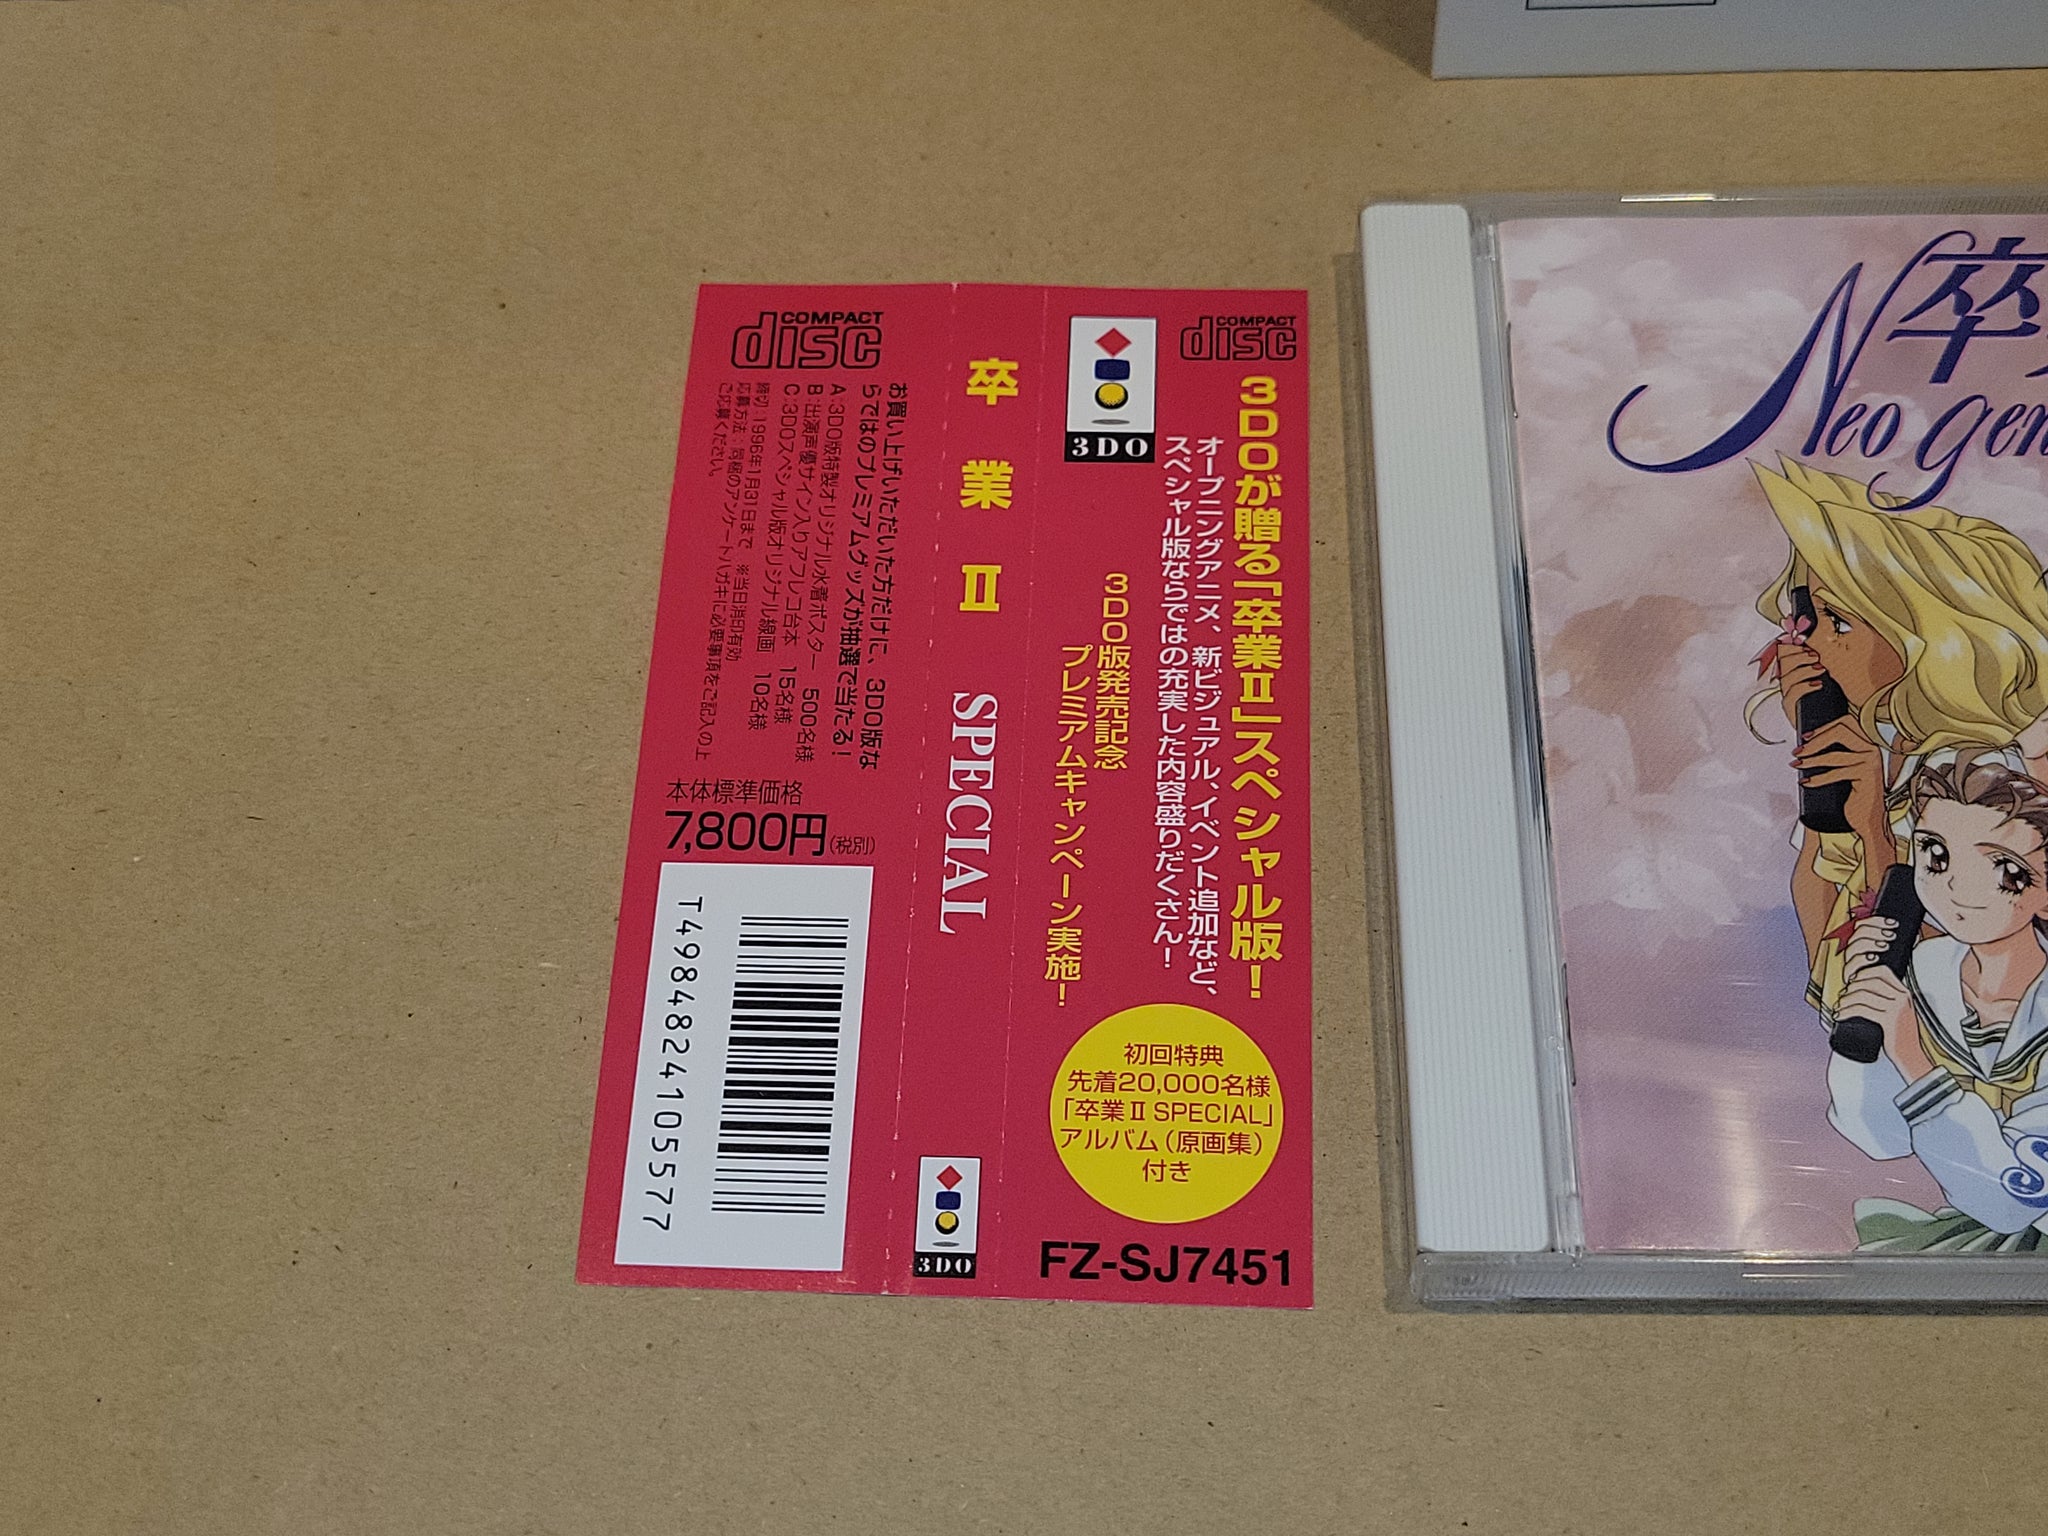 COMPACT
disc
お買い上げいただいた方だけに、3DO版な
らではのプレミアムグッズが抽選で当たる!
A:3DO版特製オリジナル水着ポスター 500名様
B:出演声優サイン入りアフレコ台本 15名様
C:3DOスペシャル版オリジナル線画 10名様
締切:1996年1月31日まで ※当日消印有効
応募方法:同梱のアンケートハガキに必要事項をご記入の上
ご応募ください。
本体標準価格
7,800円(税別)
T4984824105577
卒業II SPECIAL
3DO
COMPACT
disc
3DO
3DOが贈る「卒業II」スペシャル版!
オープニングアニメ、新ビジュアル、イベント追加など、
スペシャル版ならではの充実した内容盛りだくさん!
3DO版発売記念
プレミアムキャンペーン実施!
初回特典
先着20,000名様
「卒業II SPECIAL」
アルバム(原画集)
付き
FZ-SJ7451
卒
Neo gen